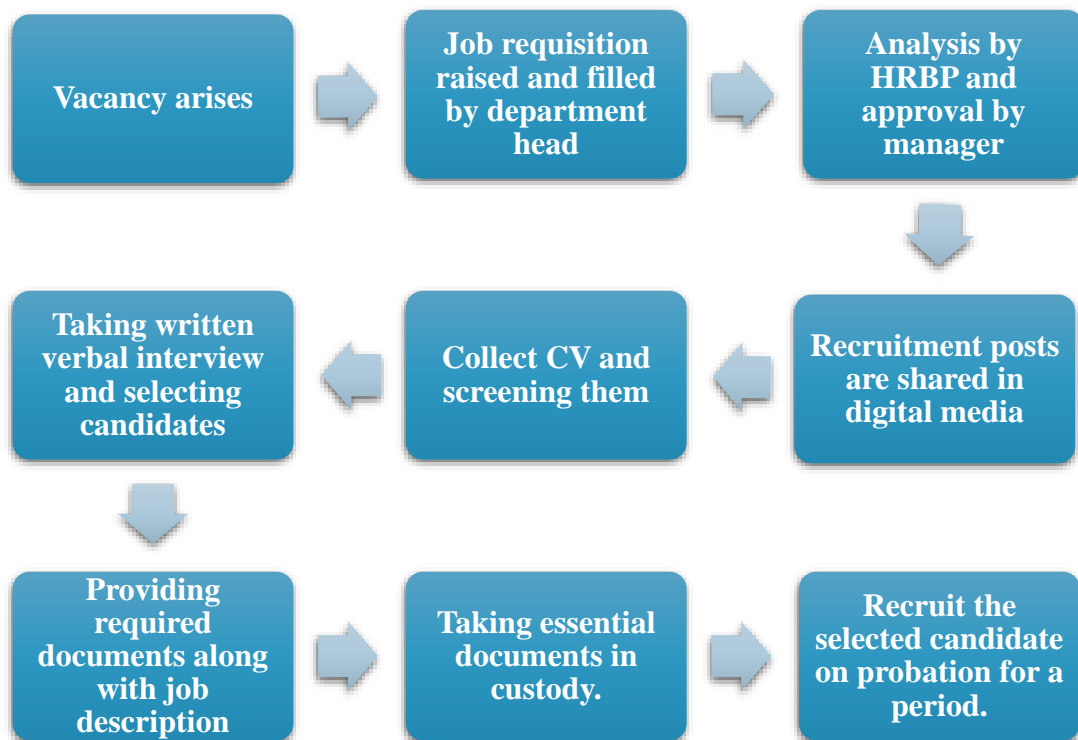 Vacancy arises
Job requisition
raised and filled
by department
head
Analysis by
HRBP and
approval by
manager
Recruitment posts
are shared in
digital media
Collect CV and
screening them
Taking written
verbal interview
and selecting
candidates
Providing
required
documents along
with job
description
Taking essential
documents in
custody.
Recruit the
selected candidate
on probation for a
period.